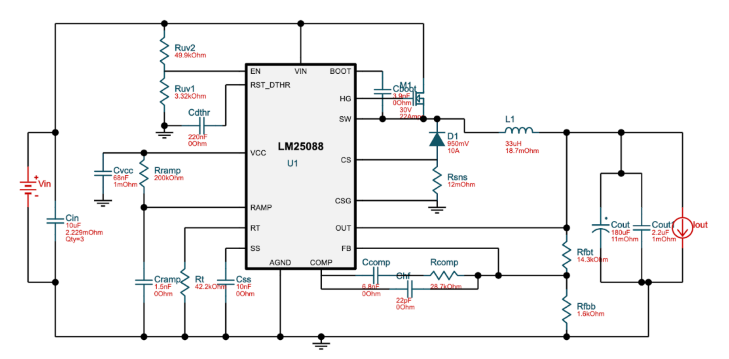 Ruv2
49.9kOhm
Ruv1
3.32kOhm
Cdthr
220nF
0Ohm
EN
VIN
BOOT
RST_DTHR
HG
SW
LM25088
U1
VCC
CS
RAMP
CSG
RT
OUT
SS
FB
AGND
COMP
Cboot
3.9nF
0Ohm
M1
30V
22Amp
D1
950mV
10A
L1
33uH
18.7mOhm
Rsns
12mOhm
Vin
Cvcc
68nF
1mOhm
Rramp
200kOhm
Cin
10uF
2.229mOhm
Qty=3
Cramp
1.5nF
0Ohm
Rt
42.2kOhm
Css
10nF
0Ohm
Ccomp
6.8nF
0Ohm
Rcomp
28.7kOhm
Chf
22pF
0Ohm
Rfbt
14.3kOhm
Rfbb
1.6kOhm
Cout
180uF
11mOhm
Cout1
2.2uF
1mOhm
Iout